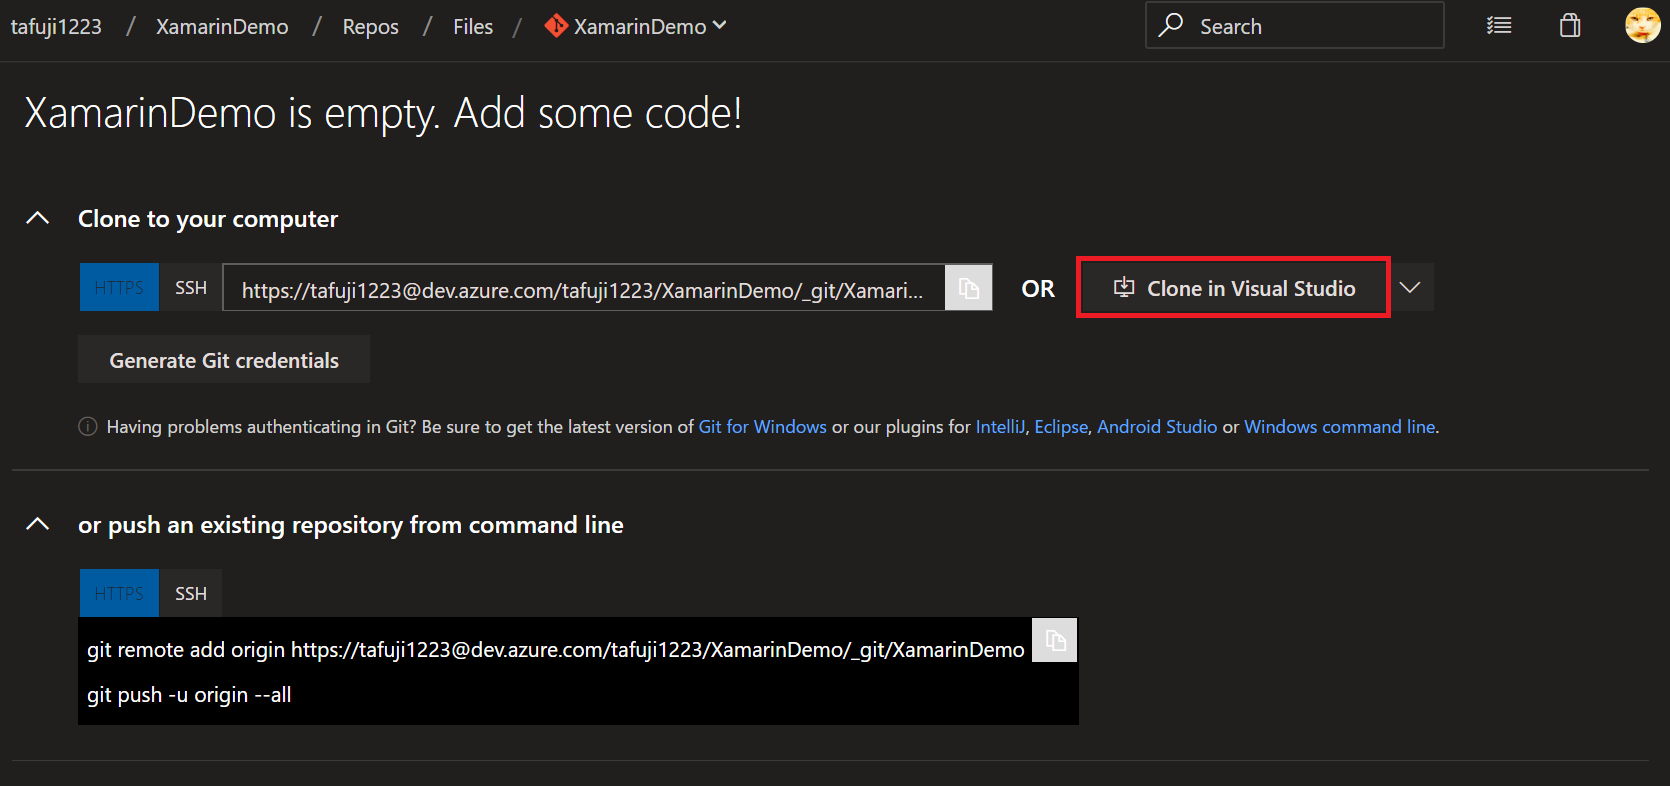 tafuji1223 / XamarinDemo / Repos / Files / XamarinDemo Search
XamarinDemo is empty. Add some code!
Clone to your computer
HTTPS SSH https://tafuji1223@dev.azure.com/tafuji1223/XamarinDemo/_git/Xamari... OR Clone in Visual Studio
Generate Git credentials
Having problems authenticating in Git? Be sure to get the latest version of Git for Windows or our plugins for IntelliJ, Eclipse, Android Studio or Windows command line.
or push an existing repository from command line
HTTPS SSH
git remote add origin https://tafuji1223@dev.azure.com/tafuji1223/XamarinDemo/_git/XamarinDemo
git push -u origin --all